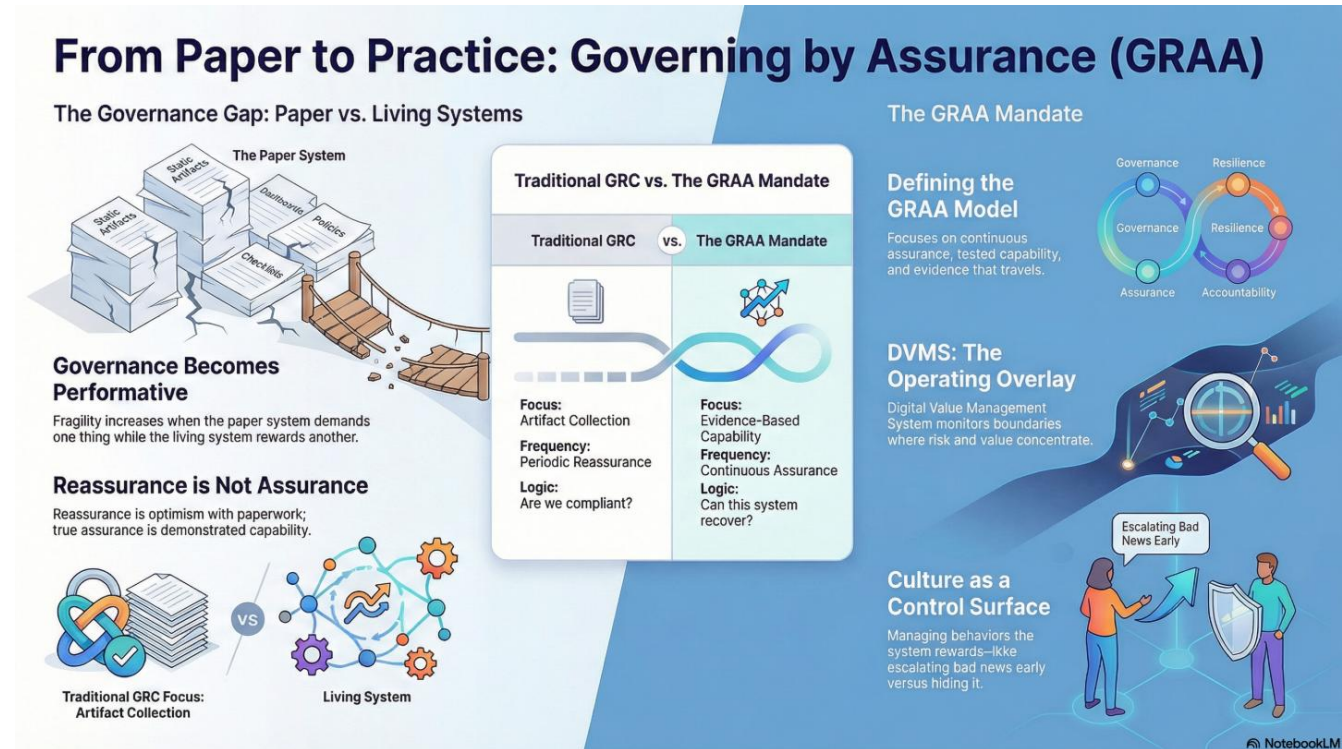 From Paper to Practice: Governing by Assurance (GRAA)
The Governance Gap: Paper vs. Living Systems
The Paper System
Static
Artifacts
Static
Artifacts
Dashboards
Policies
Checklists
Governance Becomes
Performative
Fragility increases when the paper system demands
one thing while the living system rewards another.
Reassurance is Not Assurance
Reassurance is optimism with paperwork;
true assurance is demonstrated capability.
VS
Traditional GRC Focus:
Artifact Collection
Living System
Traditional GRC vs. The GRAA Mandate
Traditional GRC
vs.
The GRAA Mandate
Focus:
Artifact Collection
Frequency:
Periodic Reassurance
Logic:
Are we compliant?
Focus:
Evidence-Based
Capability
Frequency:
Continuous Assurance
Logic:
Can this system
recover?
The GRAA Mandate
Defining the
GRAA Model
Focuses on continuous
assurance, tested capability,
and evidence that travels.
Governance
Resilience
Governance
Resilience
Assurance
Accountability
DVMS: The
Operating Overlay
Digital Value Management
System monitors boundaries
where risk and value concentrate.
Culture as a
Control Surface
Managing behaviors the
system rewards—lkke
escalating bad news early
versus hiding it.
Escalating Bad
News Early
NotebookLM